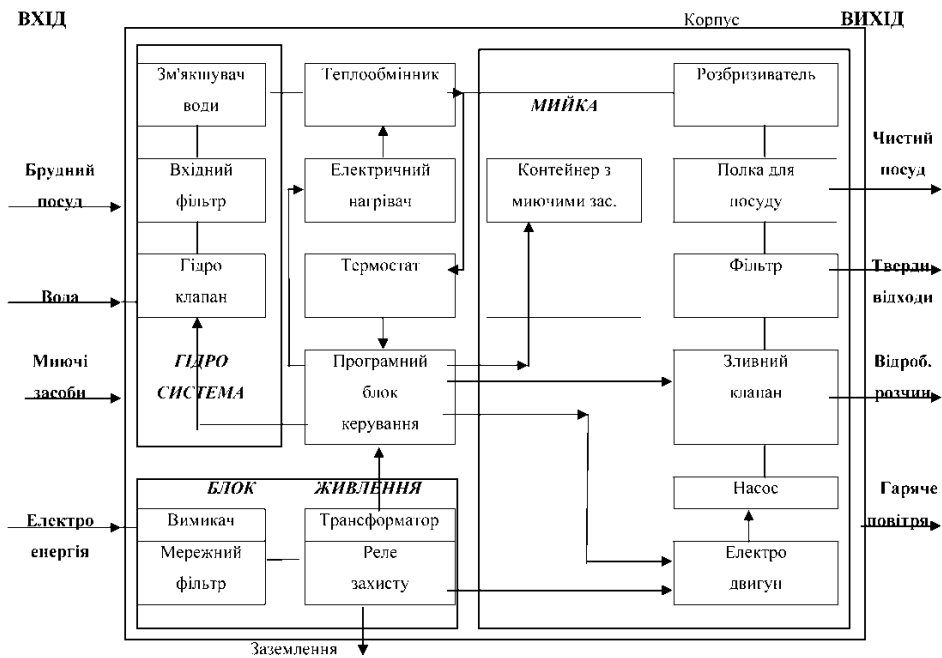 ВХІД
Корпус
ВИХІД
Зм'якшувач
води
Теплообмінник
МИЙКА
Розбризиватель
Брудний
посуд
Вхідний
фільтр
Електричний
нагрівач
Контейнер з
миючими зас.
Полка для
посуду
Чистий
посуд
Вода
Гідро
клапан
Термостат
Фільтр
Тверди
відходи
Миючі
засоби
ГІДРО
СИСТЕМА
Програмний
блок
керування
Зливний
клапан
Відроб.
розчин
БЛОК ЖИВЛЕННЯ
Насос
Гаряче
повітря
Електро
енергія
Вимикач
Мережний
фільтр
Трансформатор
Реле
захисту
Електро
двигун
Заземлення